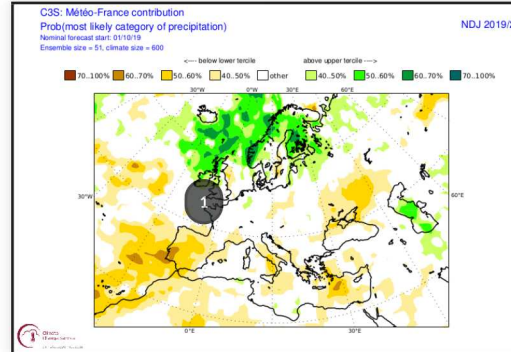 C3S: Météo-France contribution
Prob(most likely category of precipitation)
NDJ 2019/2
Nominal forecast start: 01/10/19
Ensemble size = 51, climate size = 600
<---- below lower tercile
above upper tercile ---->
70..100% 60..70% 50..60% 40..50% other 40..50% 50..60% 60..70% 70..100%
30°W 0°W 30°E 60°E
30°W 60°E
1
0°E 30°E